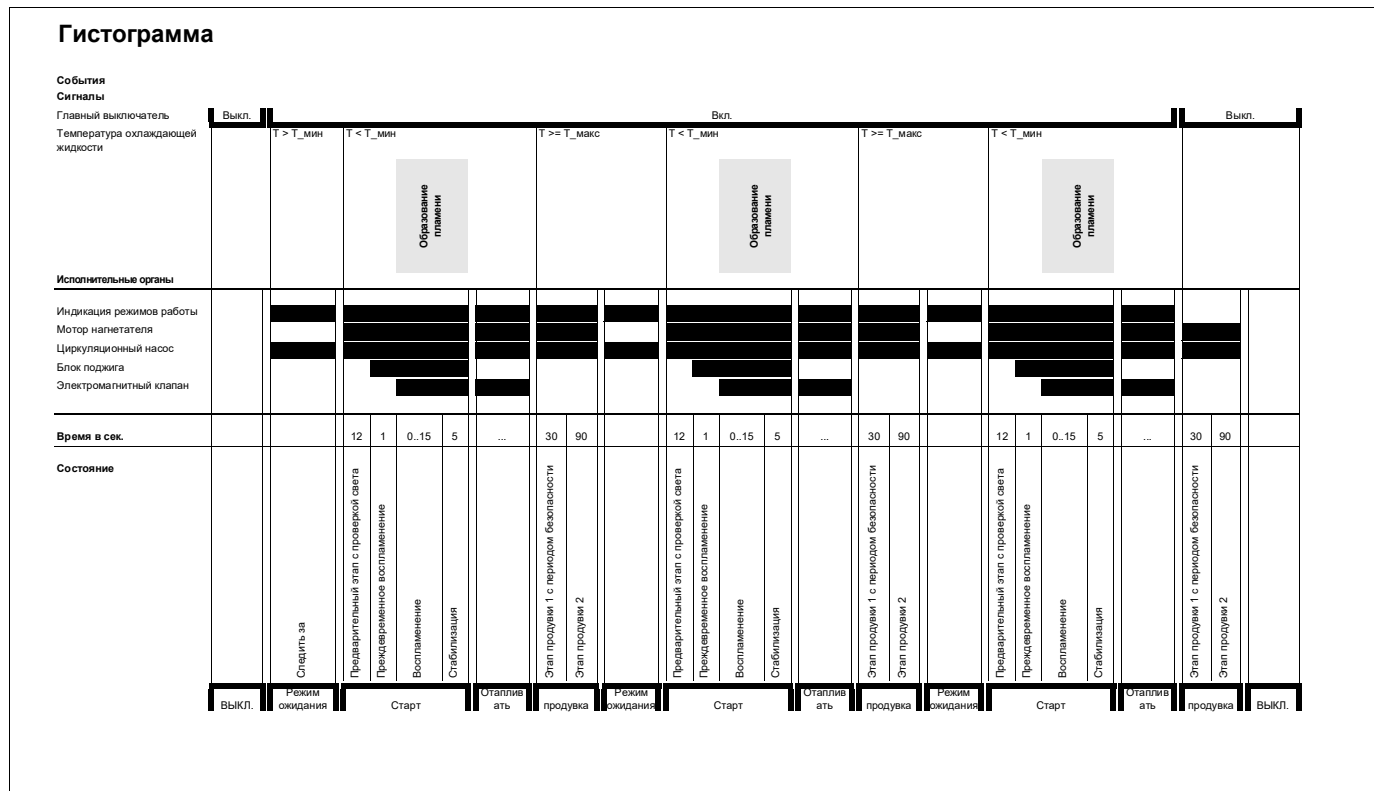 Гистограмма
События
Сигналы
Главный выключатель Выкл. Вкл. Выкл.
Температура охлаждающей T > T_мин T < T_мин T >= T_макс T < T_мин T >= T_макс T < T_мин
жидкости
Образование
пламени
Образование
пламени
Образование
пламени
Исполнительные органы
Индикация режимов работы
Мотор нагнетателя
Циркуляционный насос
Блок поджига
Электромагнитный клапан
Время в сек. 12 1 0..15 5 ... 30 90 12 1 0..15 5 ... 30 90 12 1 0..15 5 ... 30 90
Состояние
Следить за
Предварительный этап с проверкой света
Преждевременное воспламенение
Воспламенение
Стабилизация
Этап продувки 1 с периодом безопасности
Этап продувки 2
Предварительный этап с проверкой света
Преждевременное воспламенение
Воспламенение
Стабилизация
Этап продувки 1 с периодом безопасности
Этап продувки 2
Предварительный этап с проверкой света
Преждевременное воспламенение
Воспламенение
Стабилизация
Этап продувки 1 с периодом безопасности
Этап продувки 2
ВЫКЛ.
Режим
ожидания
Старт
Отаплив
ать
продувка
Режим
ожидания
Старт
Отаплив
ать
продувка
Режим
ожидания
Старт
Отаплив
ать
продувка
ВЫКЛ.